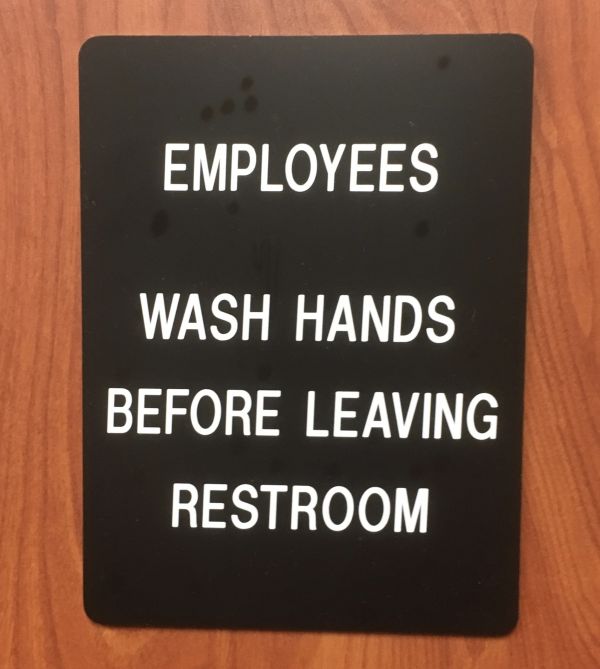 EMPLOYEES
WASH HANDS
BEFORE LEAVING
RESTROOM